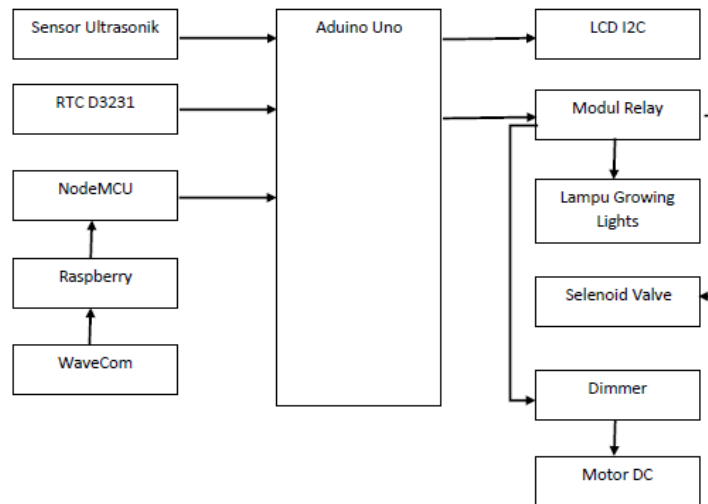 Sensor Ultrasonik
Aduino Uno
LCD I2C
RTC D3231
Modul Relay
NodeMCU
Lampu Growing
Lights
Raspberry
Selenoid Valve
WaveCom
Dimmer
Motor DC